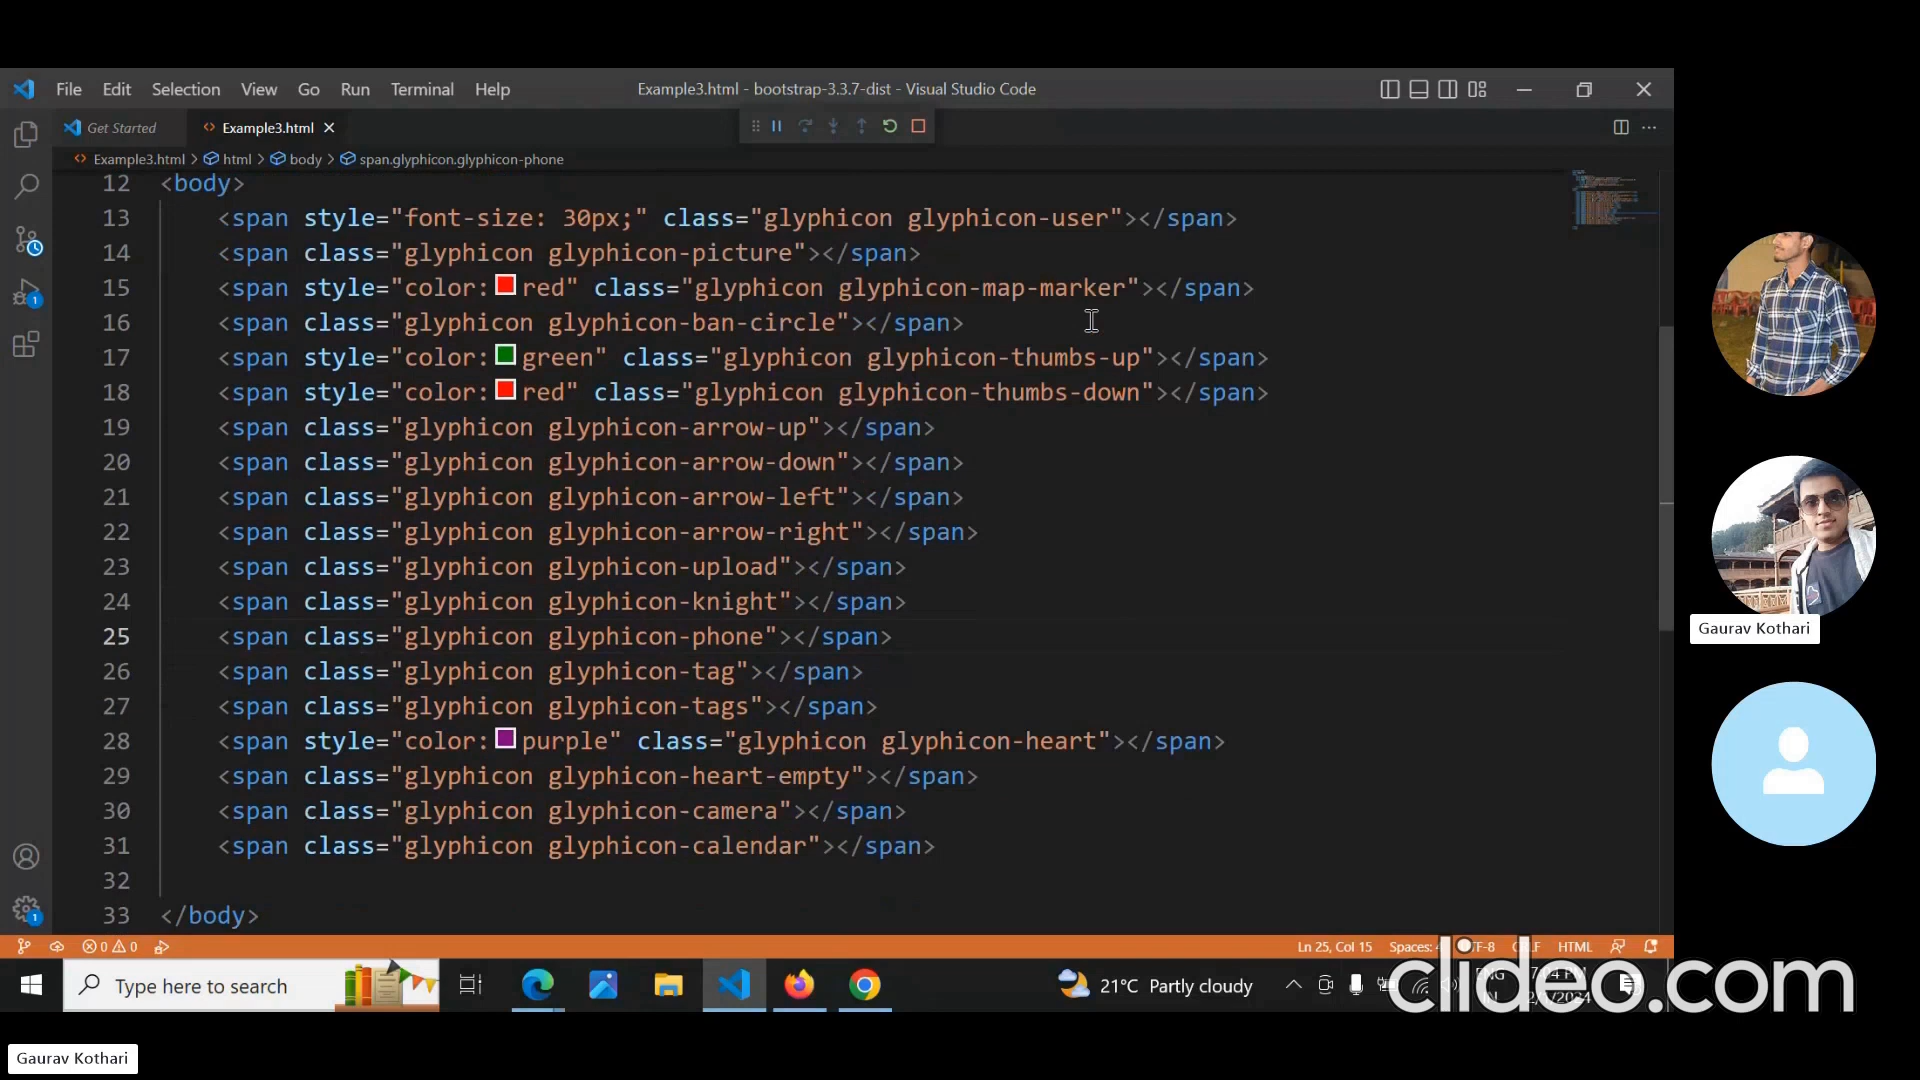 File Edit Selection View Go Run Terminal Help
Example3.html - bootstrap-3.3.7-dist - Visual Studio Code
Get Started
Example3.html
Example3.html > html > body > span.glyphicon.glyphicon-phone
12 <body>
13 <span style="font-size: 30px;" class="glyphicon glyphicon-user"></span>
14 <span class="glyphicon glyphicon-picture"></span>
15 <span style="color:red" class="glyphicon glyphicon-map-marker"></span>
16 <span class="glyphicon glyphicon-ban-circle"></span>
17 <span style="color:green" class="glyphicon glyphicon-thumbs-up"></span>
18 <span style="color:red" class="glyphicon glyphicon-thumbs-down"></span>
19 <span class="glyphicon glyphicon-arrow-up"></span>
20 <span class="glyphicon glyphicon-arrow-down"></span>
21 <span class="glyphicon glyphicon-arrow-left"></span>
22 <span class="glyphicon glyphicon-arrow-right"></span>
23 <span class="glyphicon glyphicon-upload"></span>
24 <span class="glyphicon glyphicon-knight"></span>
25 <span class="glyphicon glyphicon-phone"></span>
26 <span class="glyphicon glyphicon-tag"></span>
27 <span class="glyphicon glyphicon-tags"></span>
28 <span style="color:purple" class="glyphicon glyphicon-heart"></span>
29 <span class="glyphicon glyphicon-heart-empty"></span>
30 <span class="glyphicon glyphicon-camera"></span>
31 <span class="glyphicon glyphicon-calendar"></span>
32
33 </body>
Gaurav Kothari
0 0 Ln 25, Col 15 Spaces: HTML
Type here to search
21°C Partly cloudy
ENG
clideo.com
Gaurav Kothari